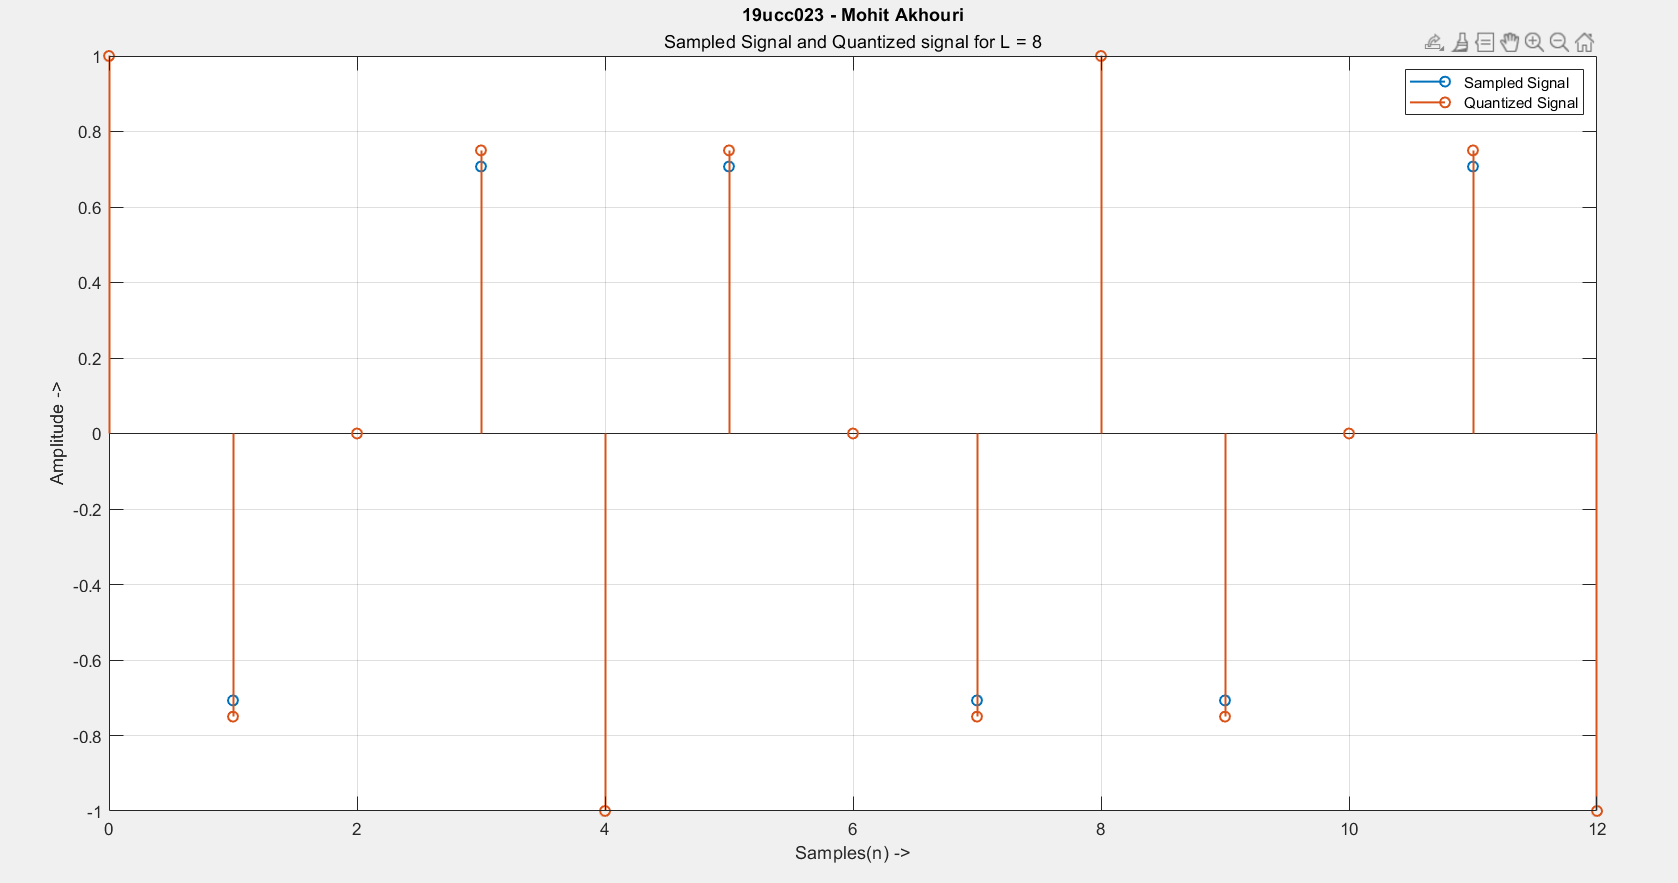 19ucc023 - Mohit Akhouri
Sampled Signal and Quantized signal for L = 8
Sampled Signal
Quantized Signal
1
0.8
0.6
0.4
0.2
0
-0.2
-0.4
-0.6
-0.8
-1
Amplitude ->
0 2 4 6 8 10 12
Samples(n) ->